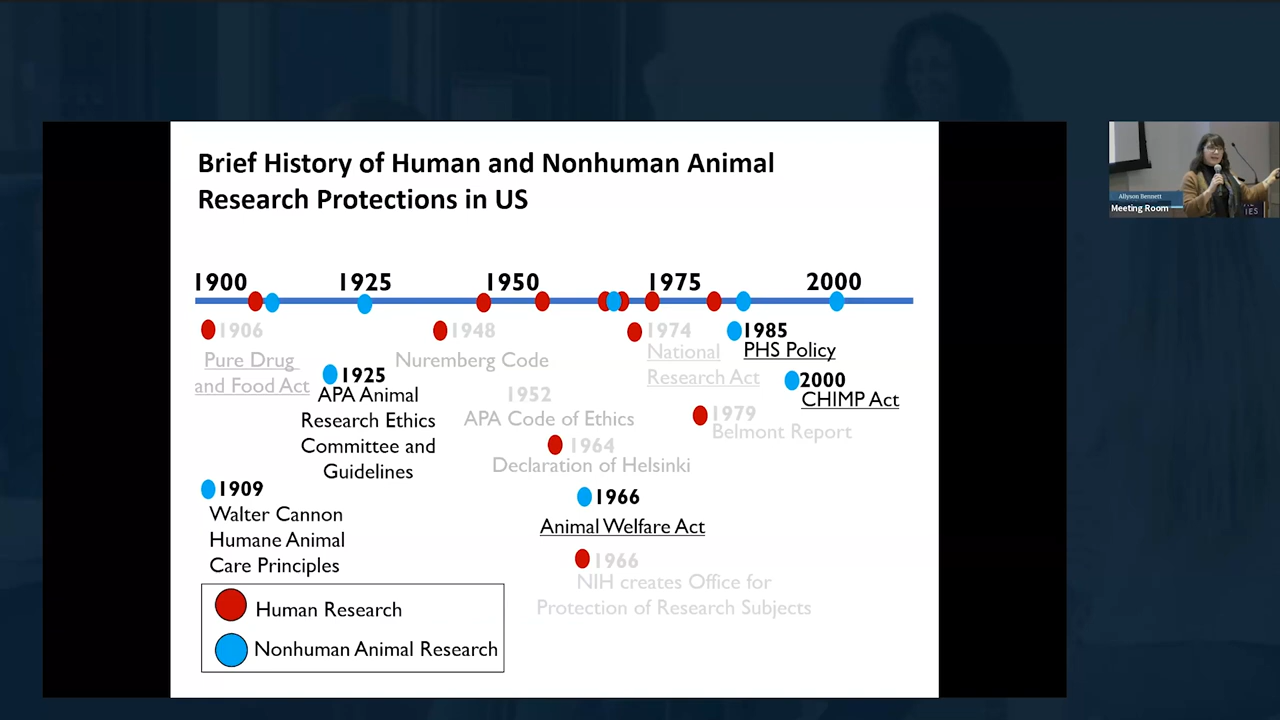 Brief History of Human and Nonhuman Animal
Research Protections in US
1900 1925 1950 1975 2000
1906
Pure Drug
and Food Act
1948
Nuremberg Code
1974
National
Research Act
1985
PHS Policy
1925
APA Animal
Research Ethics
Committee and
Guidelines
1952
APA Code of Ethics
2000
CHIMP Act
1979
Belmont Report
1964
Declaration of Helsinki
1909
Walter Cannon
Humane Animal
Care Principles
1966
Animal Welfare Act
1966
NIH creates Office for
Protection of Research Subjects
Human Research
Nonhuman Animal Research
Allyson Bennett
Meeting Room
IES